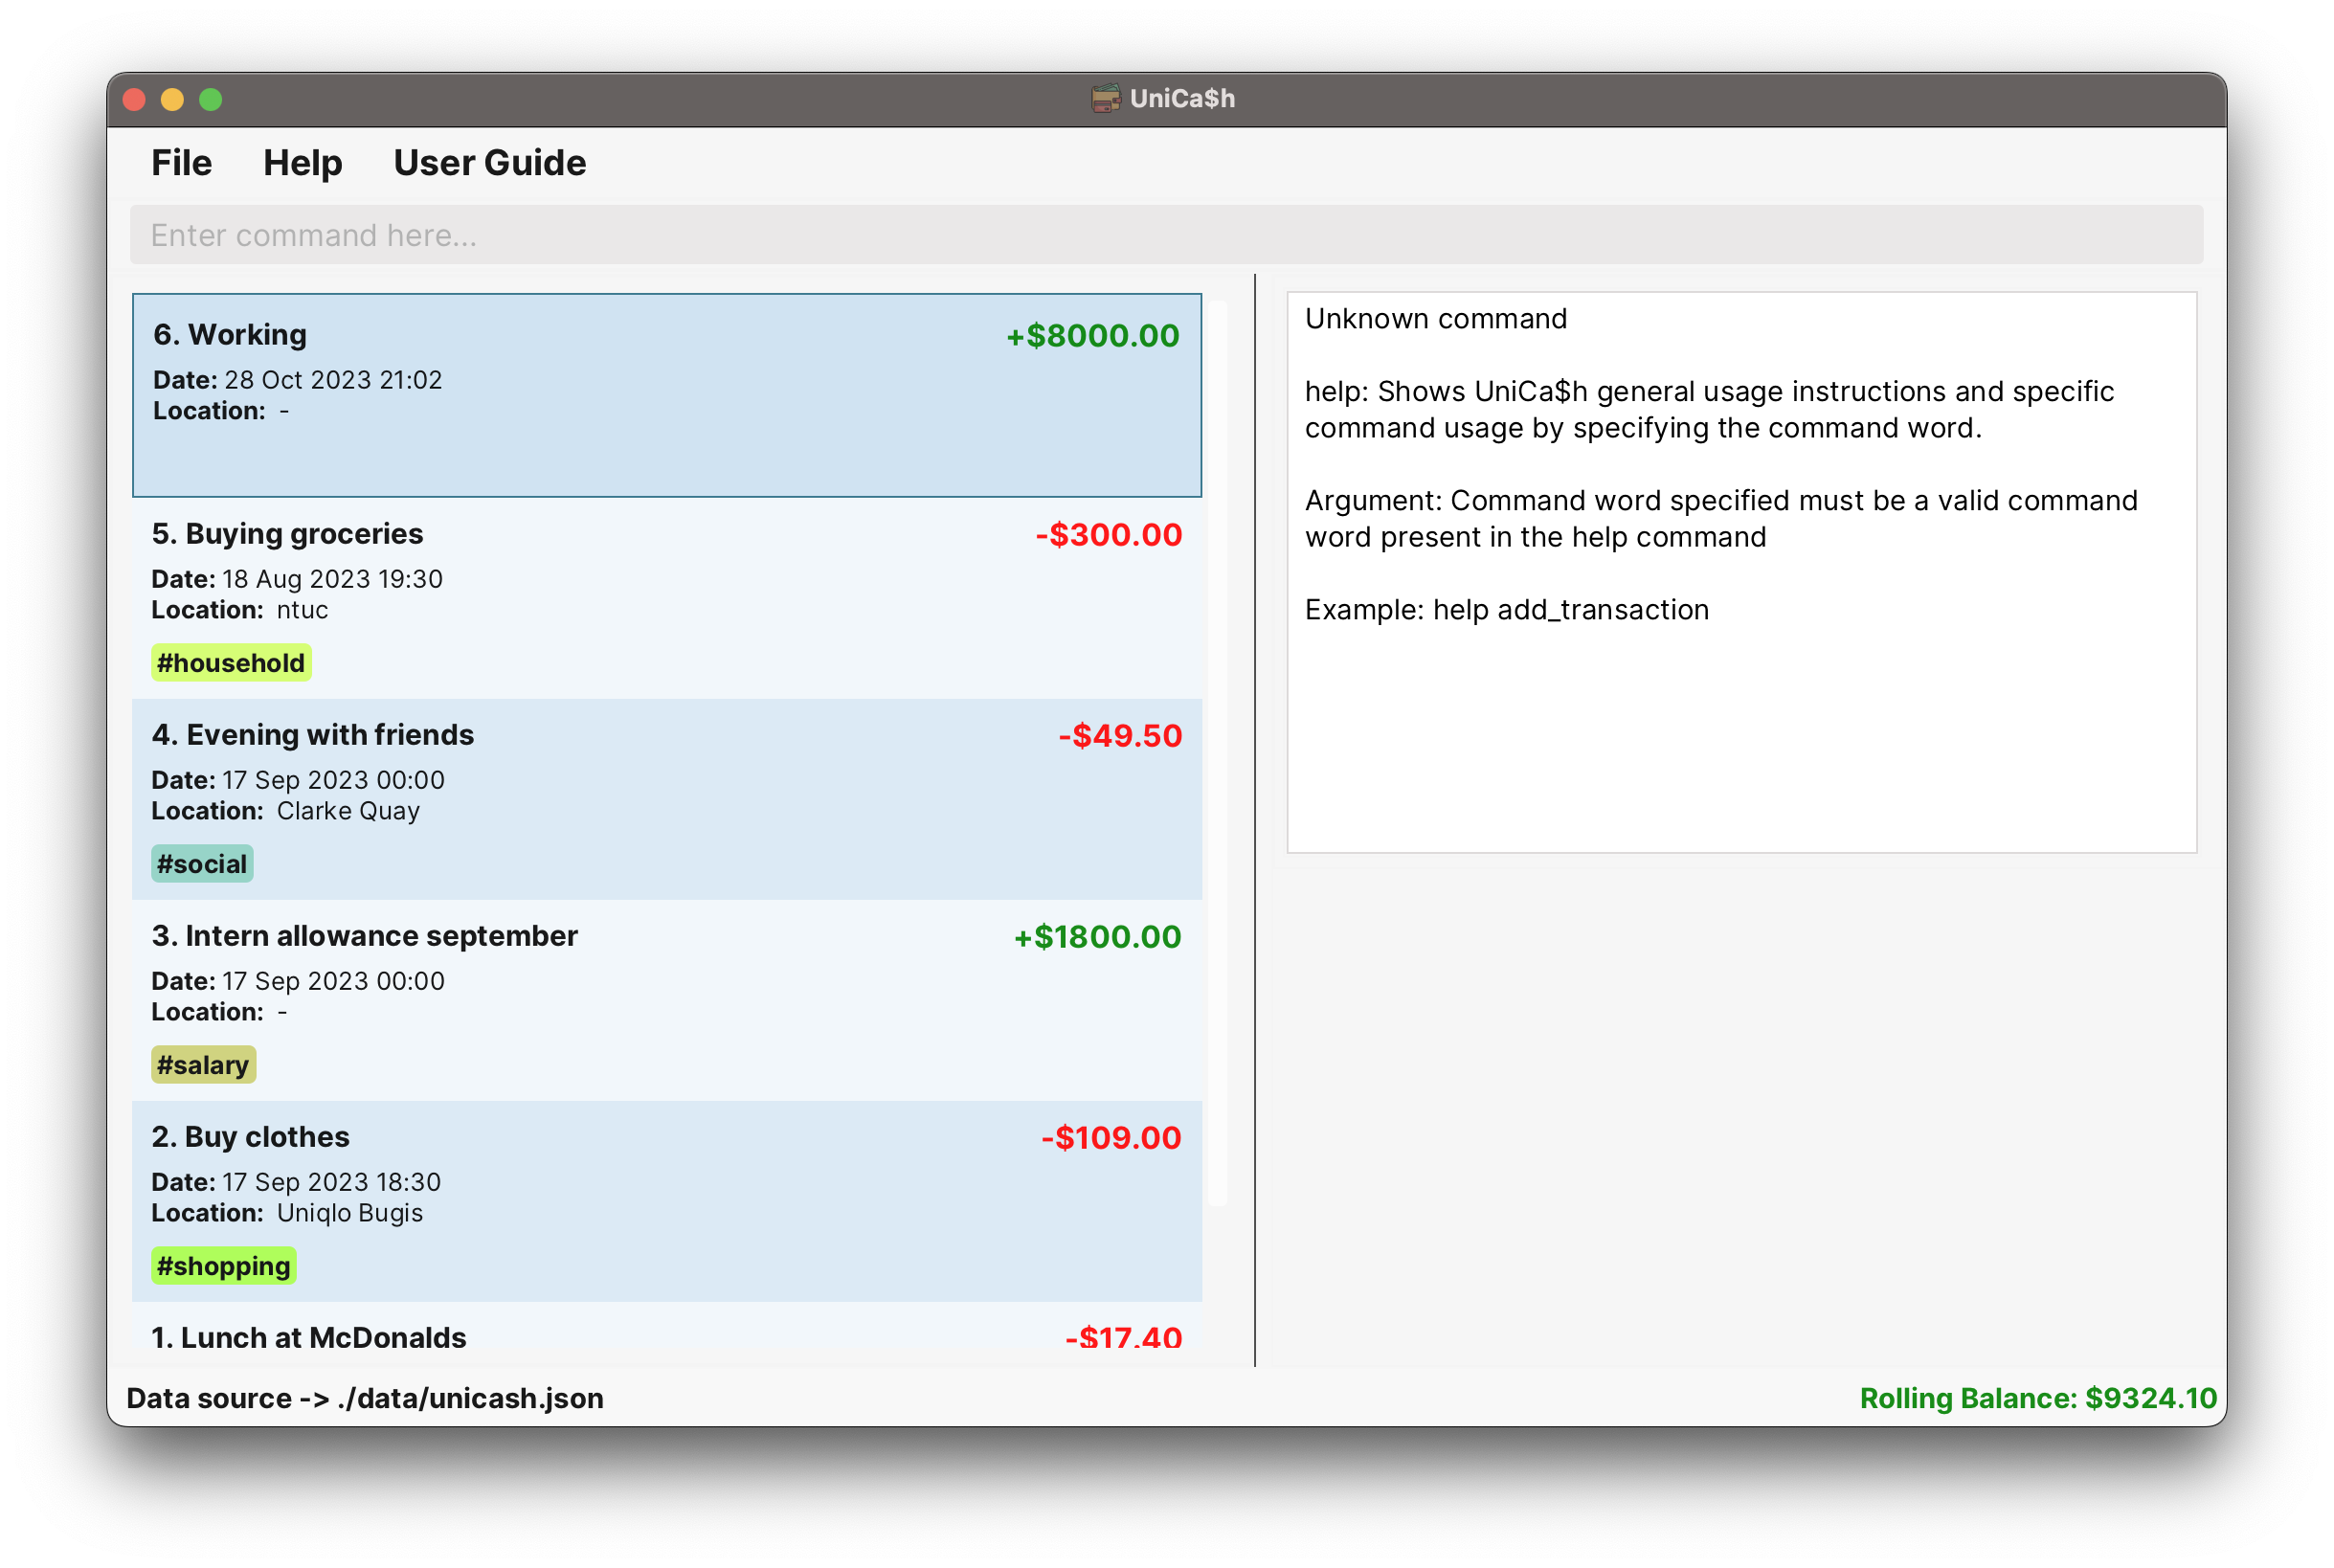 UniCa$h
File Help User Guide
Enter command here...
6. Working +$8000.00
Date: 28 Oct 2023 21:02
Location: -
5. Buying groceries -$300.00
Date: 18 Aug 2023 19:30
Location: ntuc
#household
4. Evening with friends -$49.50
Date: 17 Sep 2023 00:00
Location: Clarke Quay
#social
3. Intern allowance september +$1800.00
Date: 17 Sep 2023 00:00
Location: -
#salary
2. Buy clothes -$109.00
Date: 17 Sep 2023 18:30
Location: Uniqlo Bugis
#shopping
1. Lunch at McDonalds -$17.40
Unknown command
help: Shows UniCa$h general usage instructions and specific
command usage by specifying the command word.
Argument: Command word specified must be a valid command
word present in the help command
Example: help add_transaction
Data source -> ./data/unicash.json
Rolling Balance: $9324.10